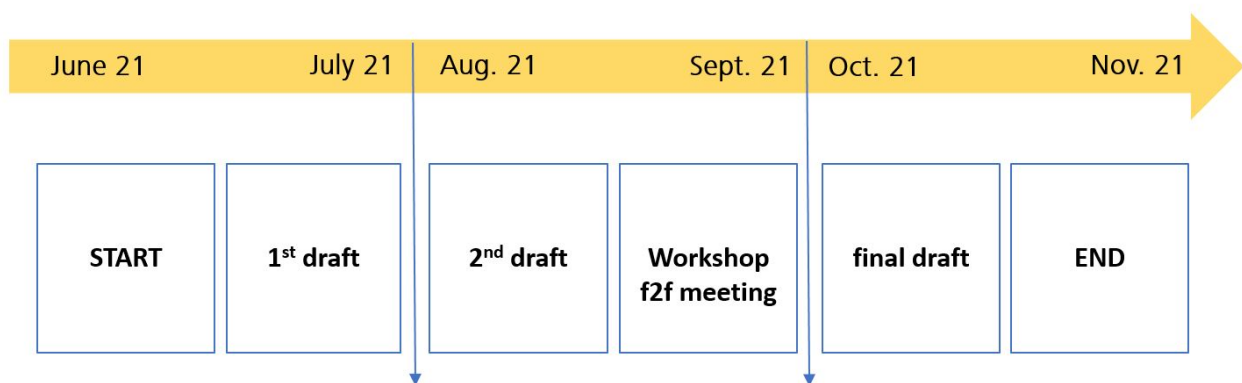 June 21 July 21 Aug. 21 Sept. 21 Oct. 21 Nov. 21
START
1st draft
2nd draft
Workshop
f2f meeting
final draft
END